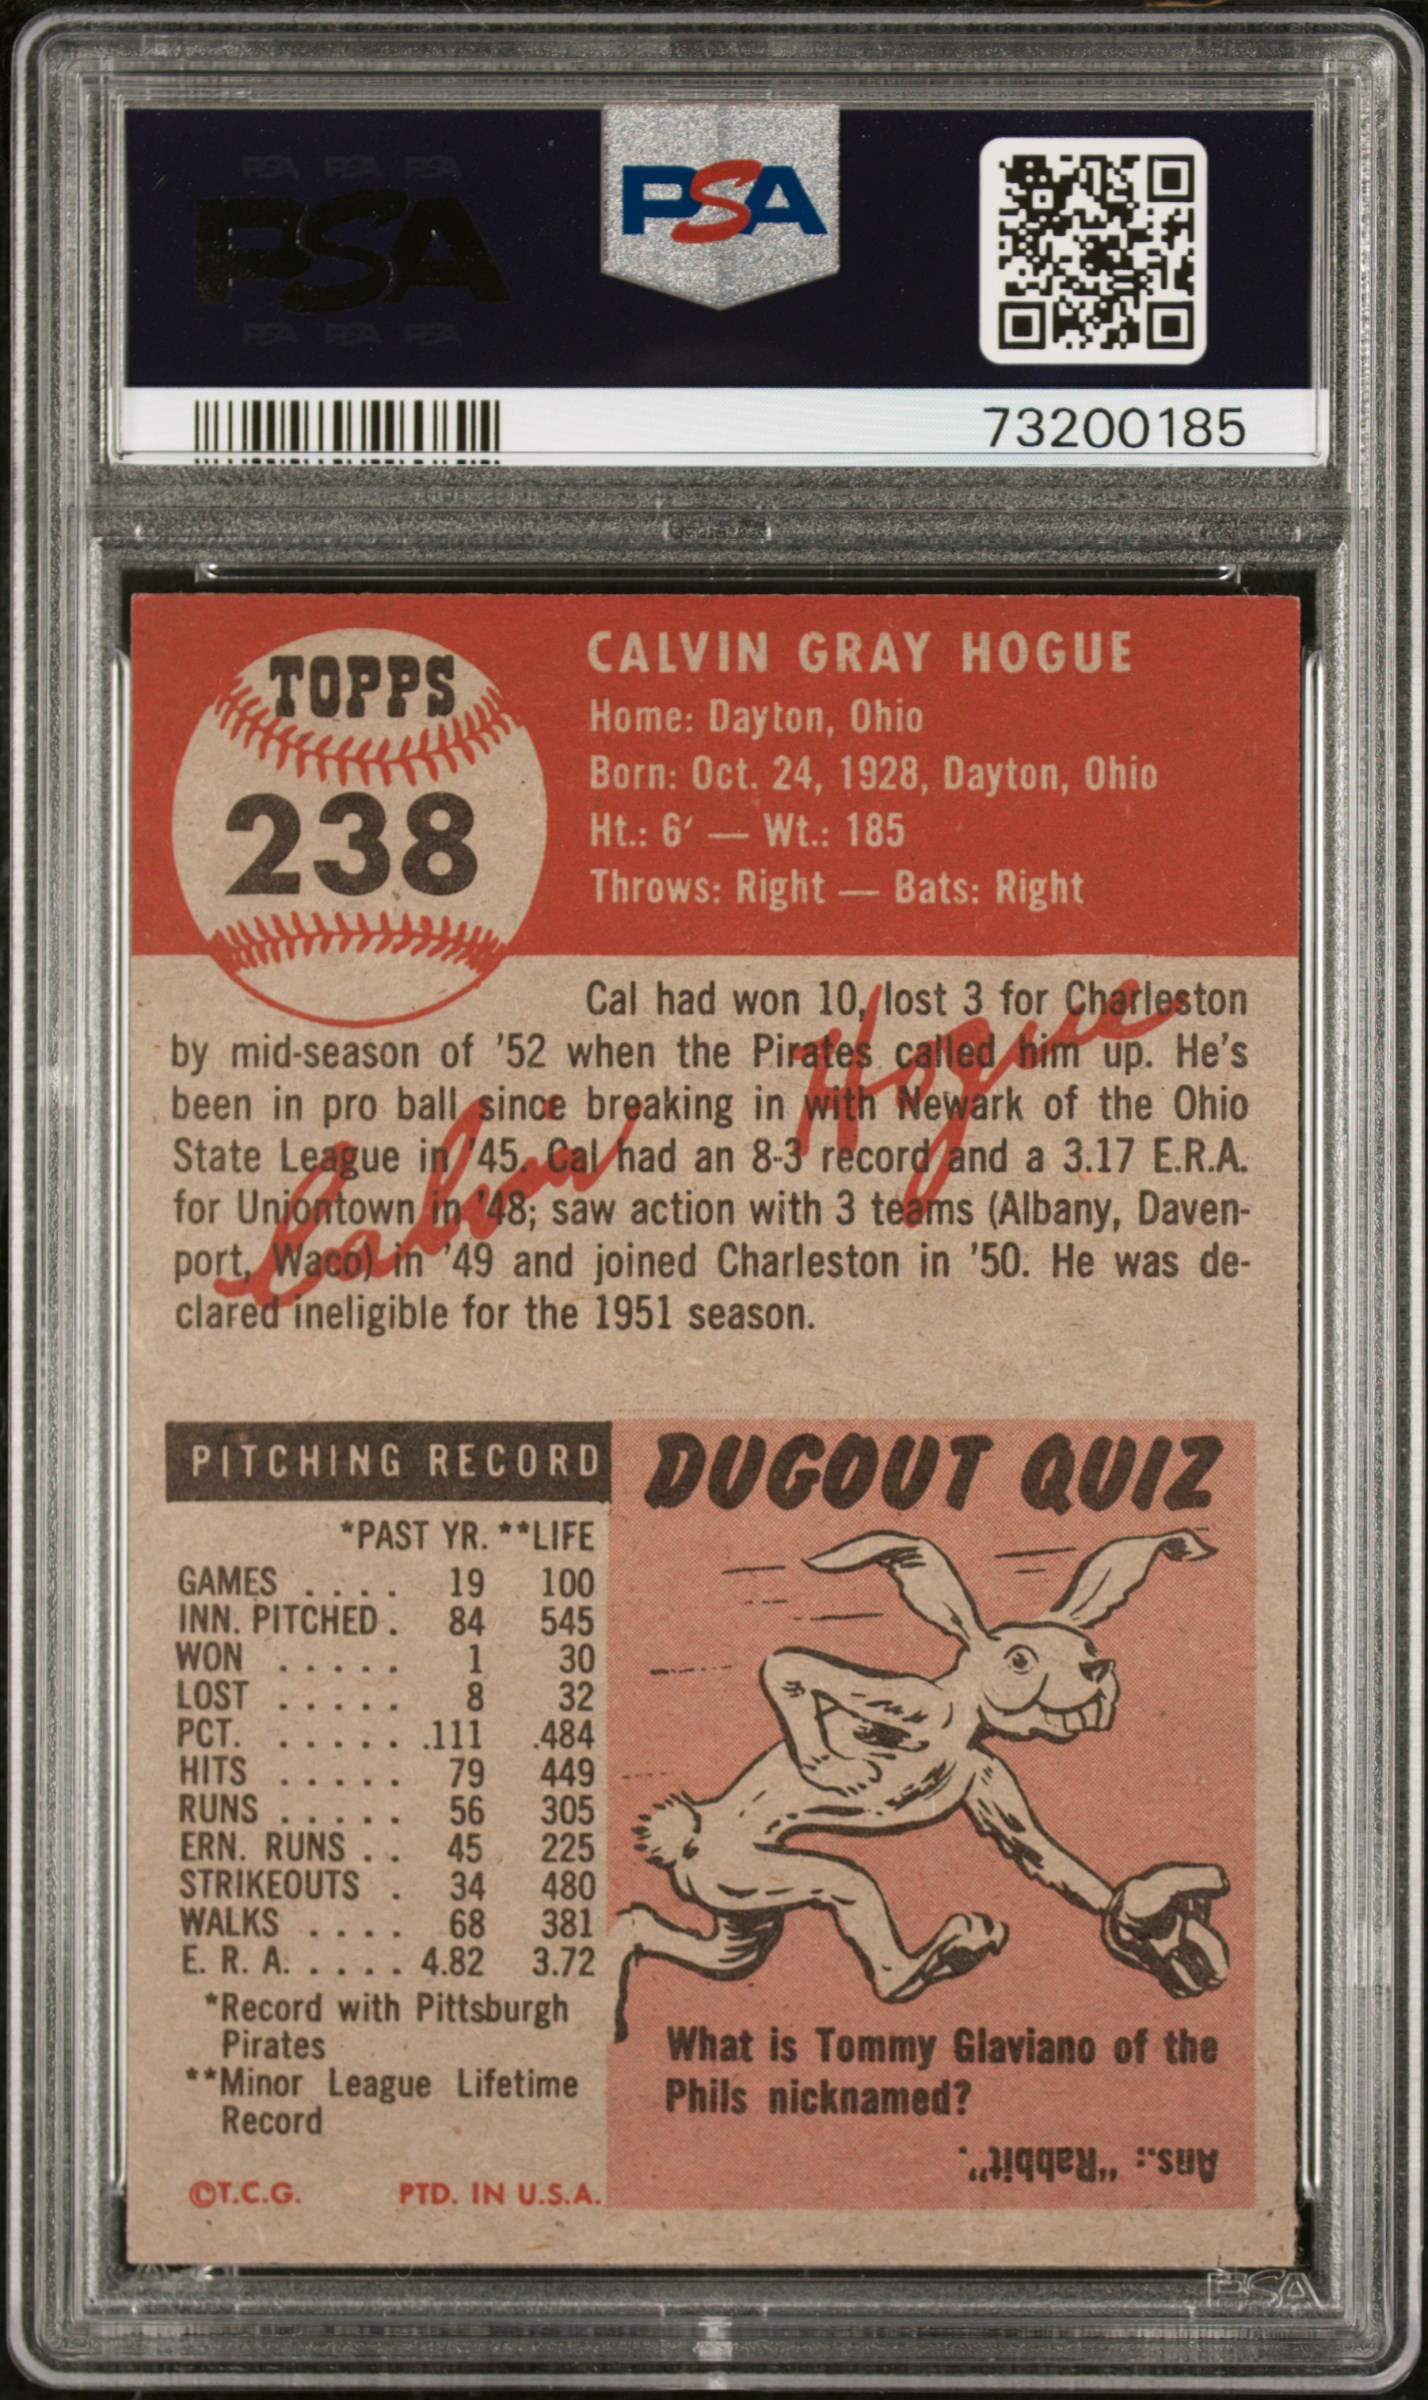 PSA PSA PSA
PSA
PSA PSA PSA
PSA
73200185
TOPPS
238
CALVIN GRAY HOGUE
Home: Dayton, Ohio
Born: Oct. 24, 1928, Dayton, Ohio
Ht.: 6′ — Wt.: 185
Throws: Right — Bats: Right
Cal had won 10, lost 3 for Charleston
by mid-season of '52 when the Pirates called him up. He's
been in pro ball since breaking in with Newark of the Ohio
State League in '45. Cal had an 8-3 record and a 3.17 E.R.A.
for Uniontown in '48; saw action with 3 teams (Albany, Daven-
port, Waco) in '49 and joined Charleston in '50. He was de-
clared ineligible for the 1951 season.
Calvin Hogue
PITCHING RECORD
*PAST YR. **LIFE
GAMES . . . . 19 100
INN. PITCHED . 84 545
WON . . . . . 1 30
LOST . . . . . 8 32
PCT. . . . . . .111 .484
HITS . . . . . 79 449
RUNS . . . . . 56 305
ERN. RUNS . . 45 225
STRIKEOUTS . 34 480
WALKS . . . . 68 381
E. R. A. . . . . 4.82 3.72
*Record with Pittsburgh
Pirates
**Minor League Lifetime
Record
©T.C.G. PTD. IN U.S.A.
DUGOUT QUIZ
What is Tommy Glaviano of the
Phils nicknamed?
Ans.: "Rabbit".
PSA